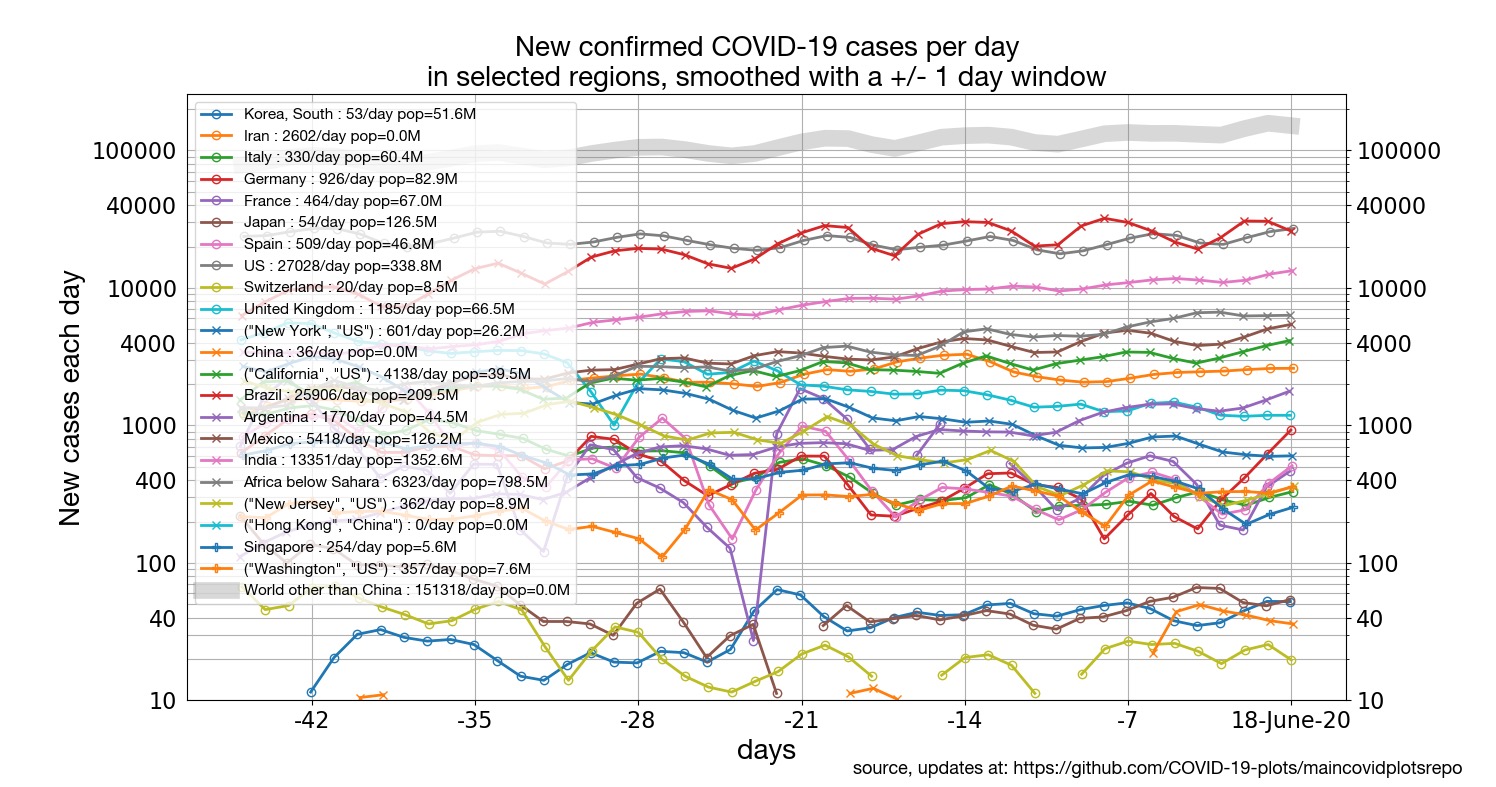 New confirmed COVID-19 cases per day
in selected regions, smoothed with a +/- 1 day window
New cases each day
100000
40000
10000
4000
1000
400
100
40
10
Korea, South : 53/day pop=51.6M
Iran : 2602/day pop=0.0M
Italy : 330/day pop=60.4M
Germany : 926/day pop=82.9M
France : 464/day pop=67.0M
Japan : 54/day pop=126.5M
Spain : 509/day pop=46.8M
US : 27028/day pop=338.8M
Switzerland : 20/day pop=8.5M
United Kingdom : 1185/day pop=66.5M
("New York", "US") : 601/day pop=26.2M
China : 36/day pop=0.0M
("California", "US") : 4138/day pop=39.5M
Brazil : 25906/day pop=209.5M
Argentina : 1770/day pop=44.5M
Mexico : 5418/day pop=126.2M
India : 13351/day pop=1352.6M
Africa below Sahara : 6323/day pop=798.5M
("New Jersey", "US") : 362/day pop=8.9M
("Hong Kong", "China") : 0/day pop=0.0M
Singapore : 254/day pop=5.6M
("Washington", "US") : 357/day pop=7.6M
World other than China : 151318/day pop=0.0M
100000
40000
10000
4000
1000
400
100
40
10
-42 -35 -28 -21 -14 -7 18-June-20
days
source, updates at: https://github.com/COVID-19-plots/maincovidplotsrepo